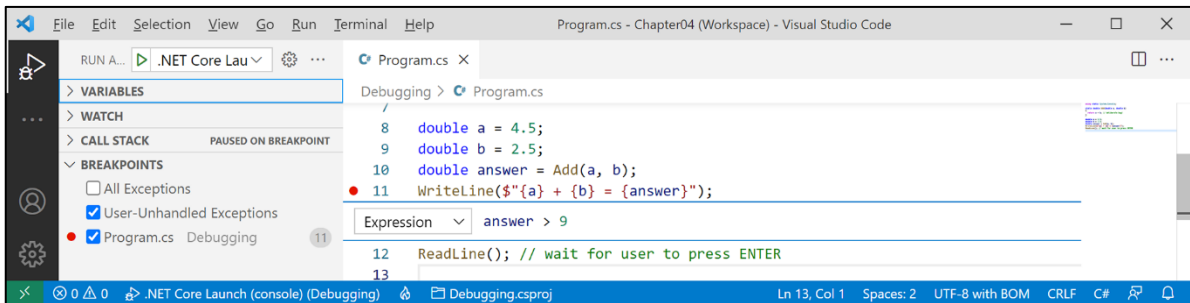 File Edit Selection View Go Run Terminal Help Program.cs - Chapter04 (Workspace) - Visual Studio Code
RUN A... .NET Core Lau
VARIABLES
WATCH
CALL STACK PAUSED ON BREAKPOINT
BREAKPOINTS
All Exceptions
User-Unhandled Exceptions
Program.cs Debugging 11
Program.cs
Debugging > Program.cs
7
8 double a = 4.5;
9 double b = 2.5;
10 double answer = Add(a, b);
11 WriteLine($"{a} + {b} = {answer}");
Expression answer > 9
12 ReadLine(); // wait for user to press ENTER
13
0 0 .NET Core Launch (console) (Debugging) Debugging.csproj Ln 13, Col 1 Spaces: 2 UTF-8 with BOM CRLF C#